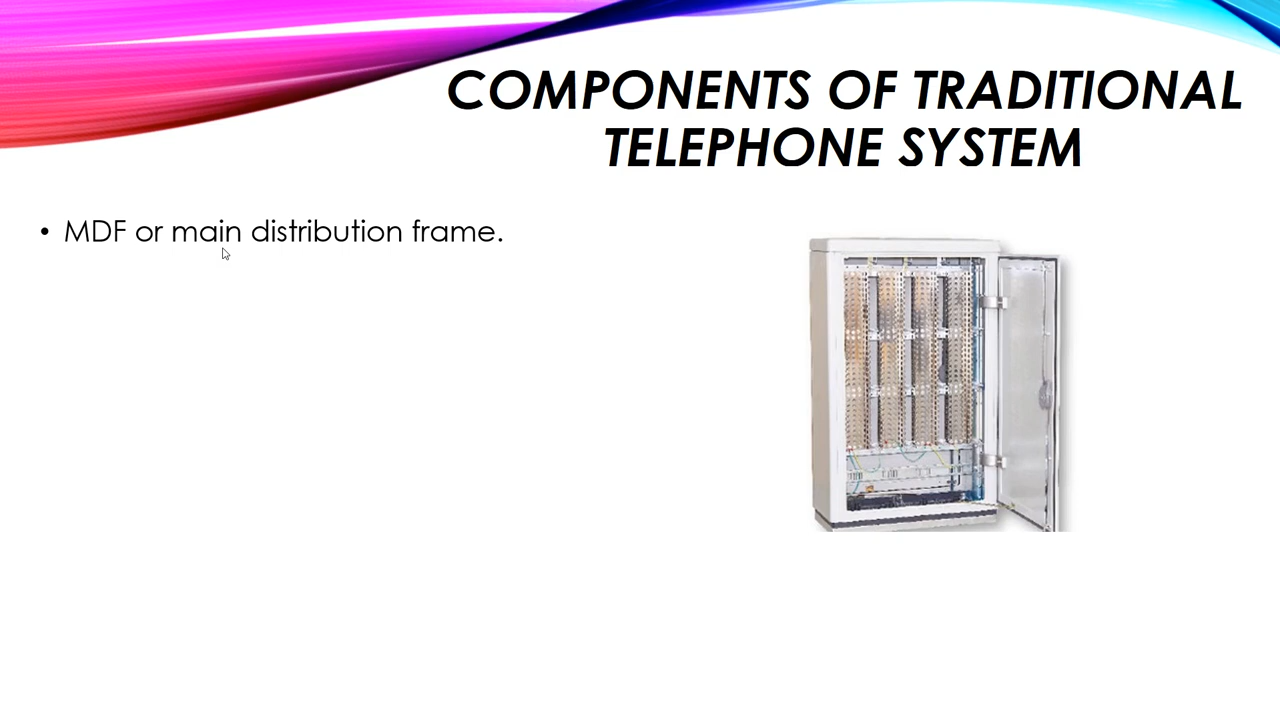 COMPONENTS OF TRADITIONAL
TELEPHONE SYSTEM
• MDF or main distribution frame.